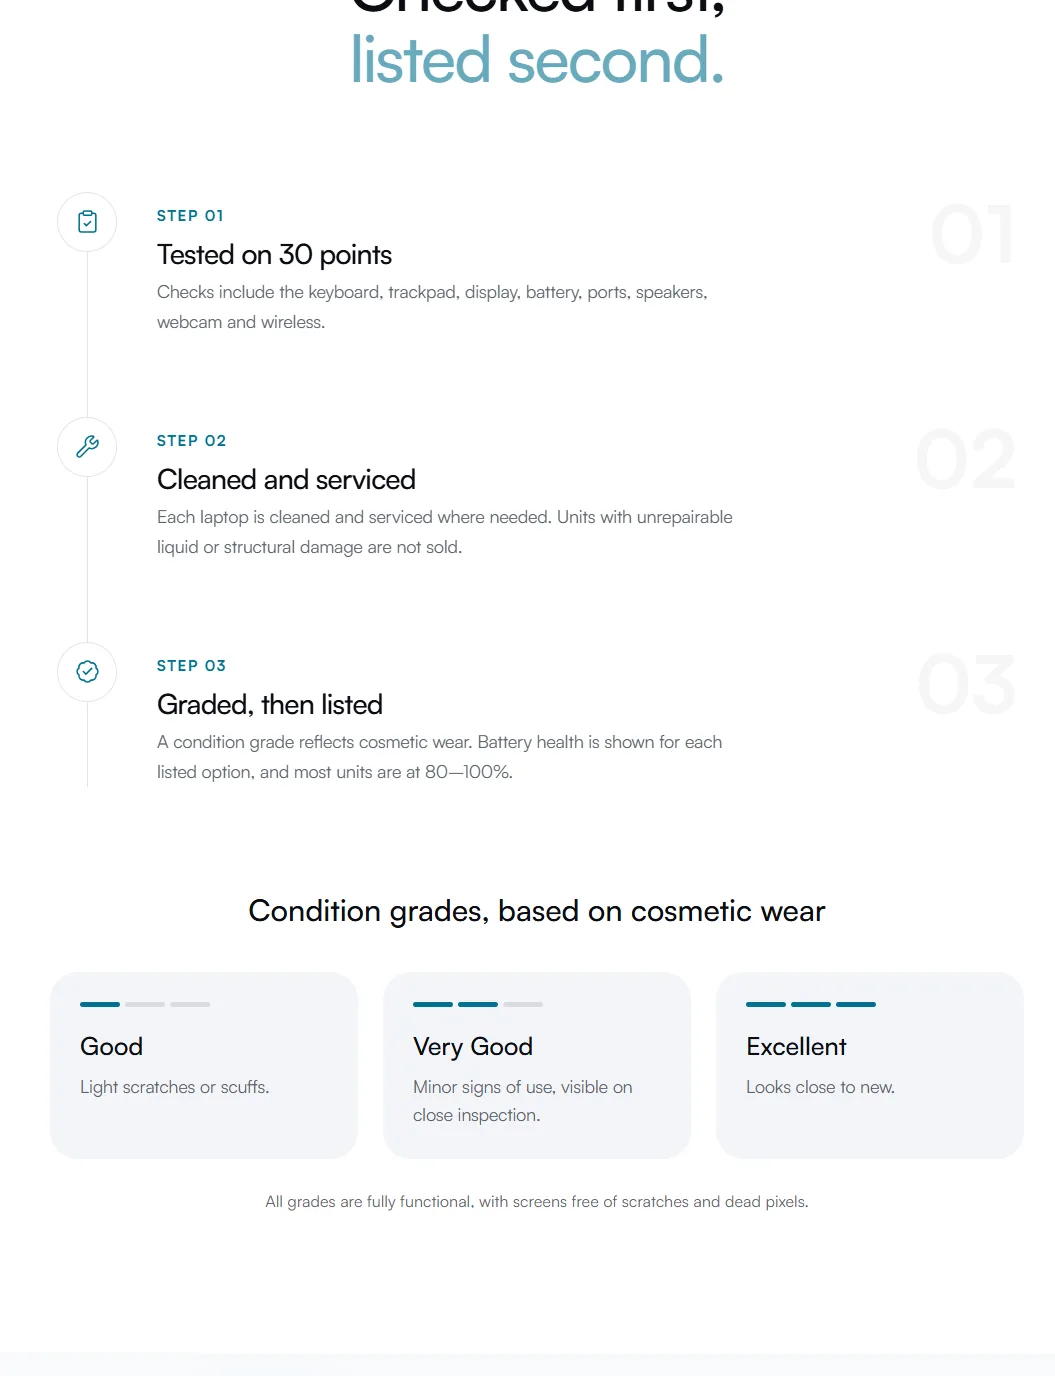 Checked first,
listed second.
STEP 01
01
Tested on 30 points
Checks include the keyboard, trackpad, display, battery, ports, speakers,
webcam and wireless.
STEP 02
02
Cleaned and serviced
Each laptop is cleaned and serviced where needed. Units with unrepairable
liquid or structural damage are not sold.
STEP 03
03
Graded, then listed
A condition grade reflects cosmetic wear. Battery health is shown for each
listed option, and most units are at 80–100%.
Condition grades, based on cosmetic wear
Good
Light scratches or scuffs.
Very Good
Minor signs of use, visible on
close inspection.
Excellent
Looks close to new.
All grades are fully functional, with screens free of scratches and dead pixels.